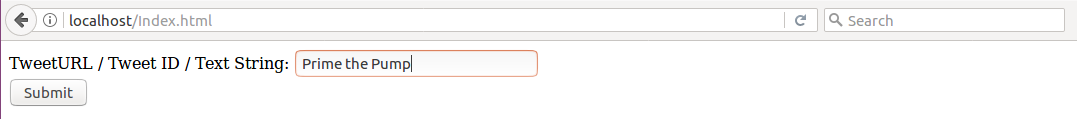 localhost/Index.html
Search
TweetURL / Tweet ID / Text String: Prime the Pump
Submit